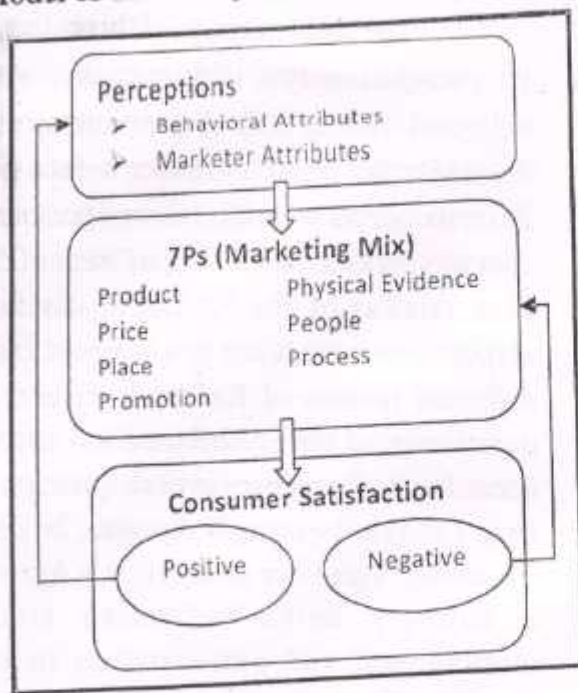 Perceptions
➢ Behavioral Attributes
➢ Marketer Attributes
7Ps (Marketing Mix)
Product Physical Evidence
Price People
Place Process
Promotion
Consumer Satisfaction
Positive Negative